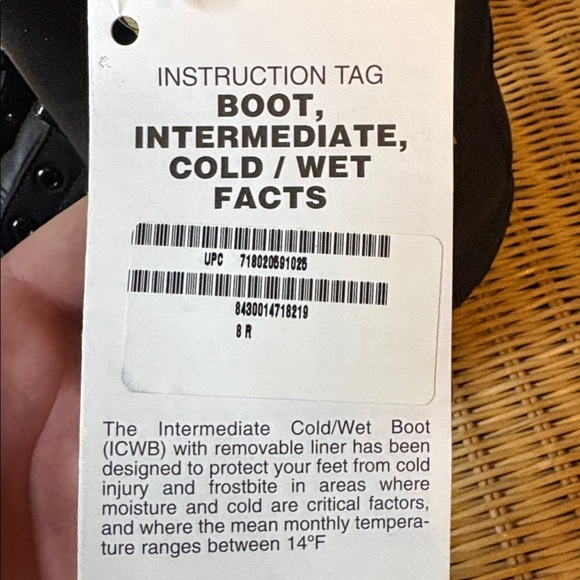 INSTRUCTION TAG
BOOT,
INTERMEDIATE,
COLD / WET
FACTS
UPC 718020591025
8430014718219
8 R
The Intermediate Cold/Wet Boot
(ICWB) with removable liner has been
designed to protect your feet from cold
injury and frostbite in areas where
moisture and cold are critical factors,
and where the mean monthly tempera-
ture ranges between 14ºF